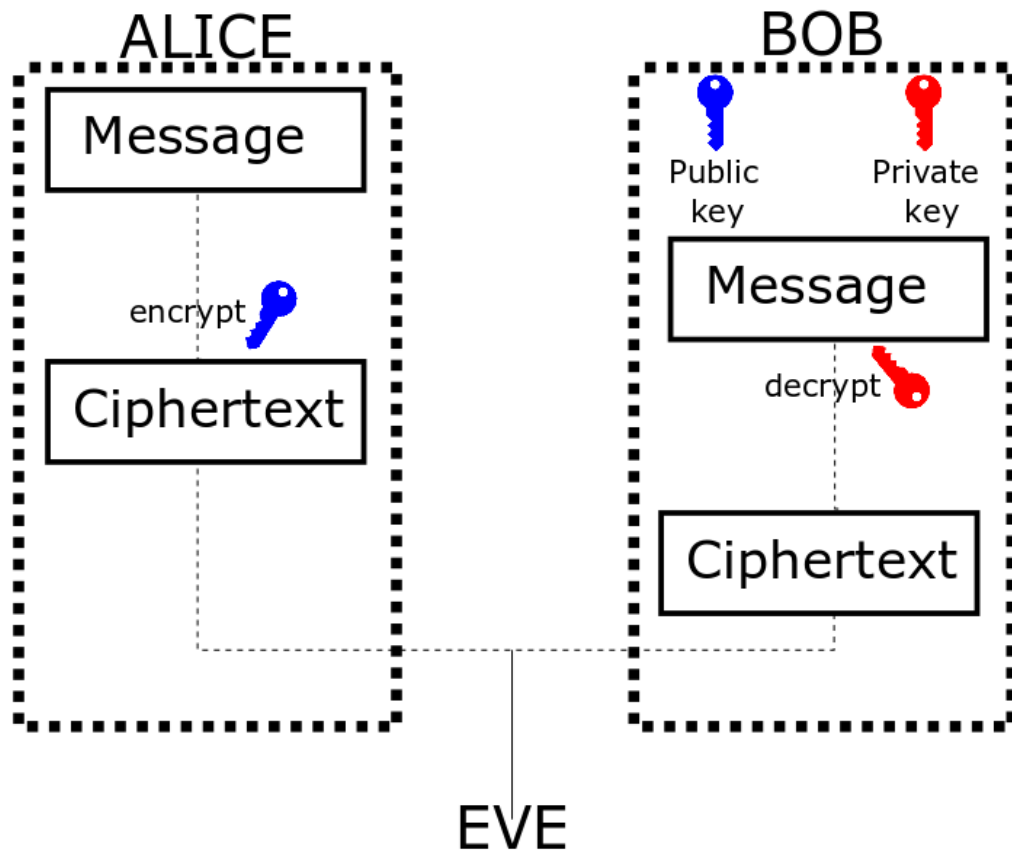 ALICE
Message
encrypt
Ciphertext
BOB
Public
key
Private
key
Message
decrypt
Ciphertext
EVE